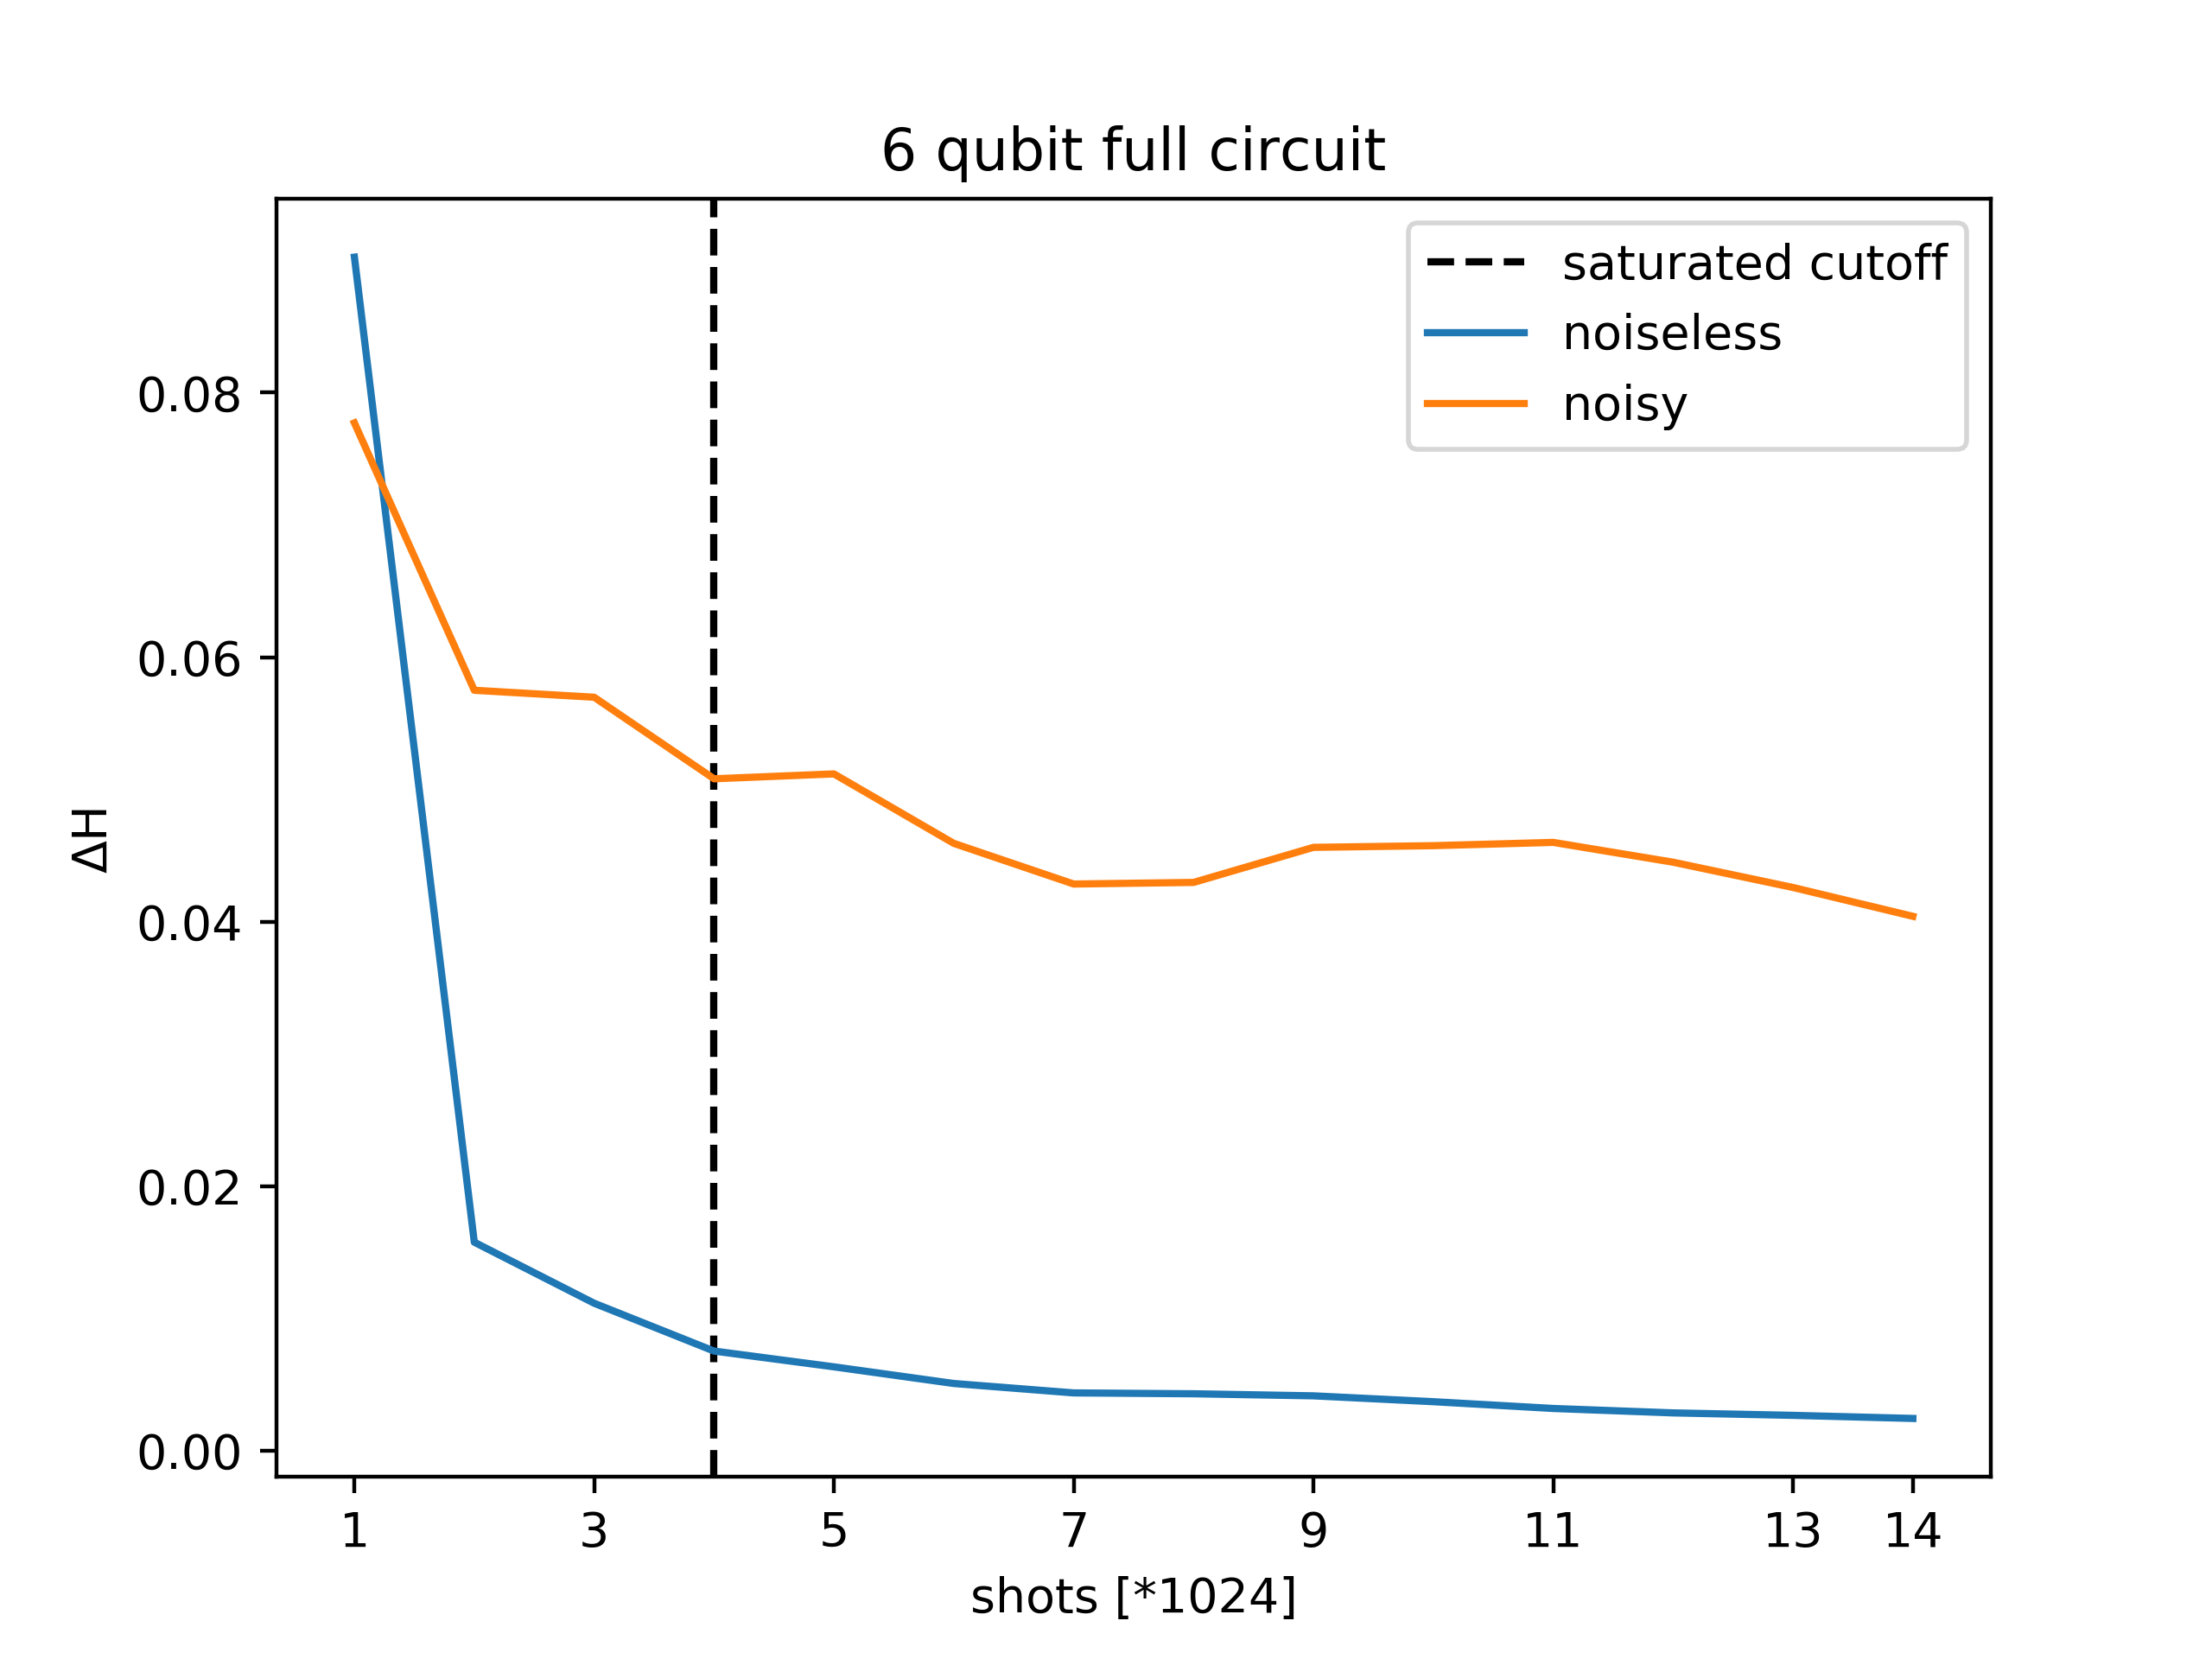 6 qubit full circuit
saturated cutoff
noiseless
noisy
0.08
0.06
0.04
0.02
0.00
ΔH
1 3 5 7 9 11 13 14
shots [*1024]